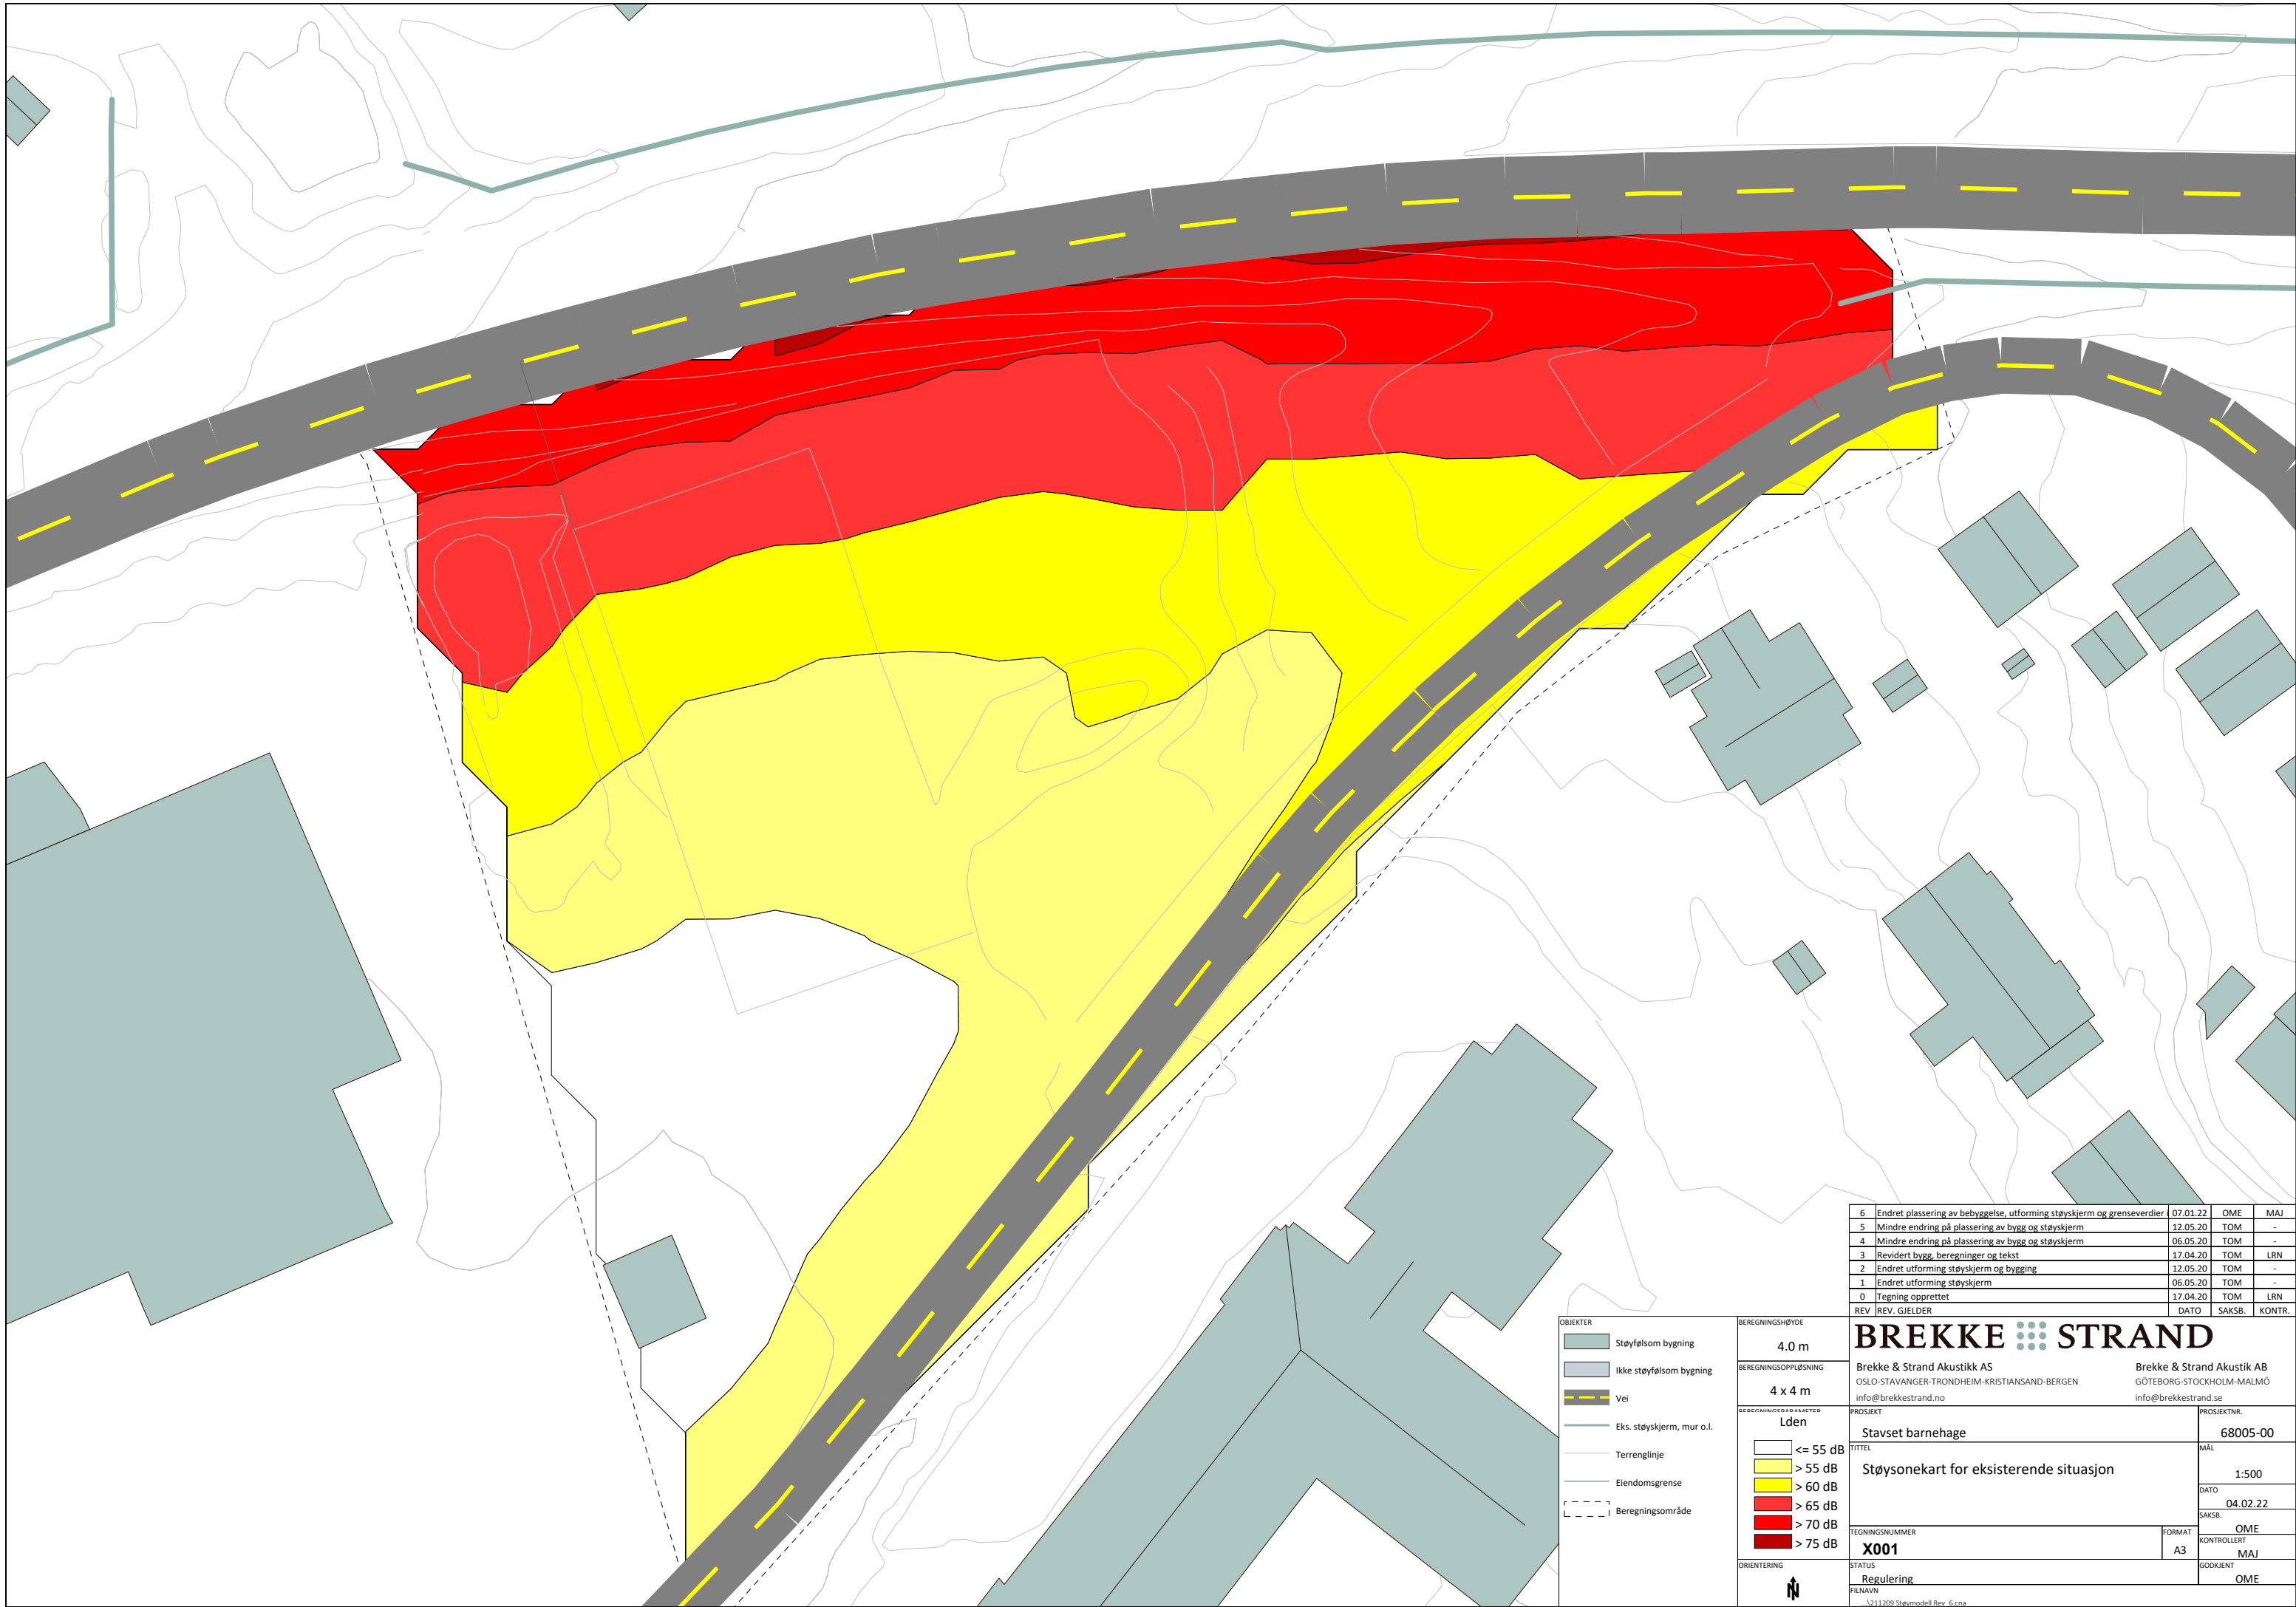 6 Endret plassering av bebyggelse, utforming støyskjerm og grenseverdier i 07.01.22 OME MAJ
5 Mindre endring på plassering av bygg og støyskjerm 12.05.20 TOM -
4 Mindre endring på plassering av bygg og støyskjerm 06.05.20 TOM -
3 Revidert bygg, beregninger og tekst 17.04.20 TOM LRN
2 Endret utforming støyskjerm og bygging 12.05.20 TOM -
1 Endret utforming støyskjerm 06.05.20 TOM -
0 Tegning opprettet 17.04.20 TOM LRN
REV REV. GJELDER DATO SAKSB. KONTR.
OBJEKTER
Støyfølsom bygning
Ikke støyfølsom bygning
Vei
Eks. støyskjerm, mur o.l.
Terrenglinje
Eiendomsgrense
Beregningsområde
BEREGNINGSHØYDE
4.0 m
BEREGNINGSOPPLØSNING
4 x 4 m
BEREGNINGSPARAMETER
Lden
<= 55 dB
> 55 dB
> 60 dB
> 65 dB
> 70 dB
> 75 dB
ORIENTERING
N
BREKKE STRAND
Brekke & Strand Akustikk AS
OSLO-STAVANGER-TRONDHEIM-KRISTIANSAND-BERGEN
info@brekkestrand.no
Brekke & Strand Akustik AB
GÖTEBORG-STOCKHOLM-MALMÖ
info@brekkestrand.se
PROSJEKT
Stavset barnehage
PROSJEKTNR.
68005-00
TITTEL
Støysonekart for eksisterende situasjon
MÅL
1:500
DATO
04.02.22
SAKSB.
OME
TEGNINGSNUMMER
X001
FORMAT
A3
KONTROLLERT
MAJ
STATUS
Regulering
GODKJENT
OME
FILNAVN
...\211209 Støymodell Rev_6.cna